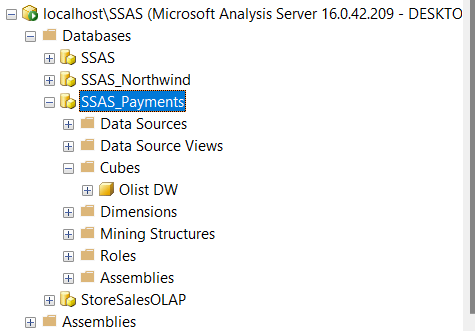 localhost\SSAS (Microsoft Analysis Server 16.0.42.209 - DESKTO
Databases
SSAS
SSAS_Northwind
SSAS_Payments
Data Sources
Data Source Views
Cubes
Olist DW
Dimensions
Mining Structures
Roles
Assemblies
StoreSalesOLAP
Assemblies